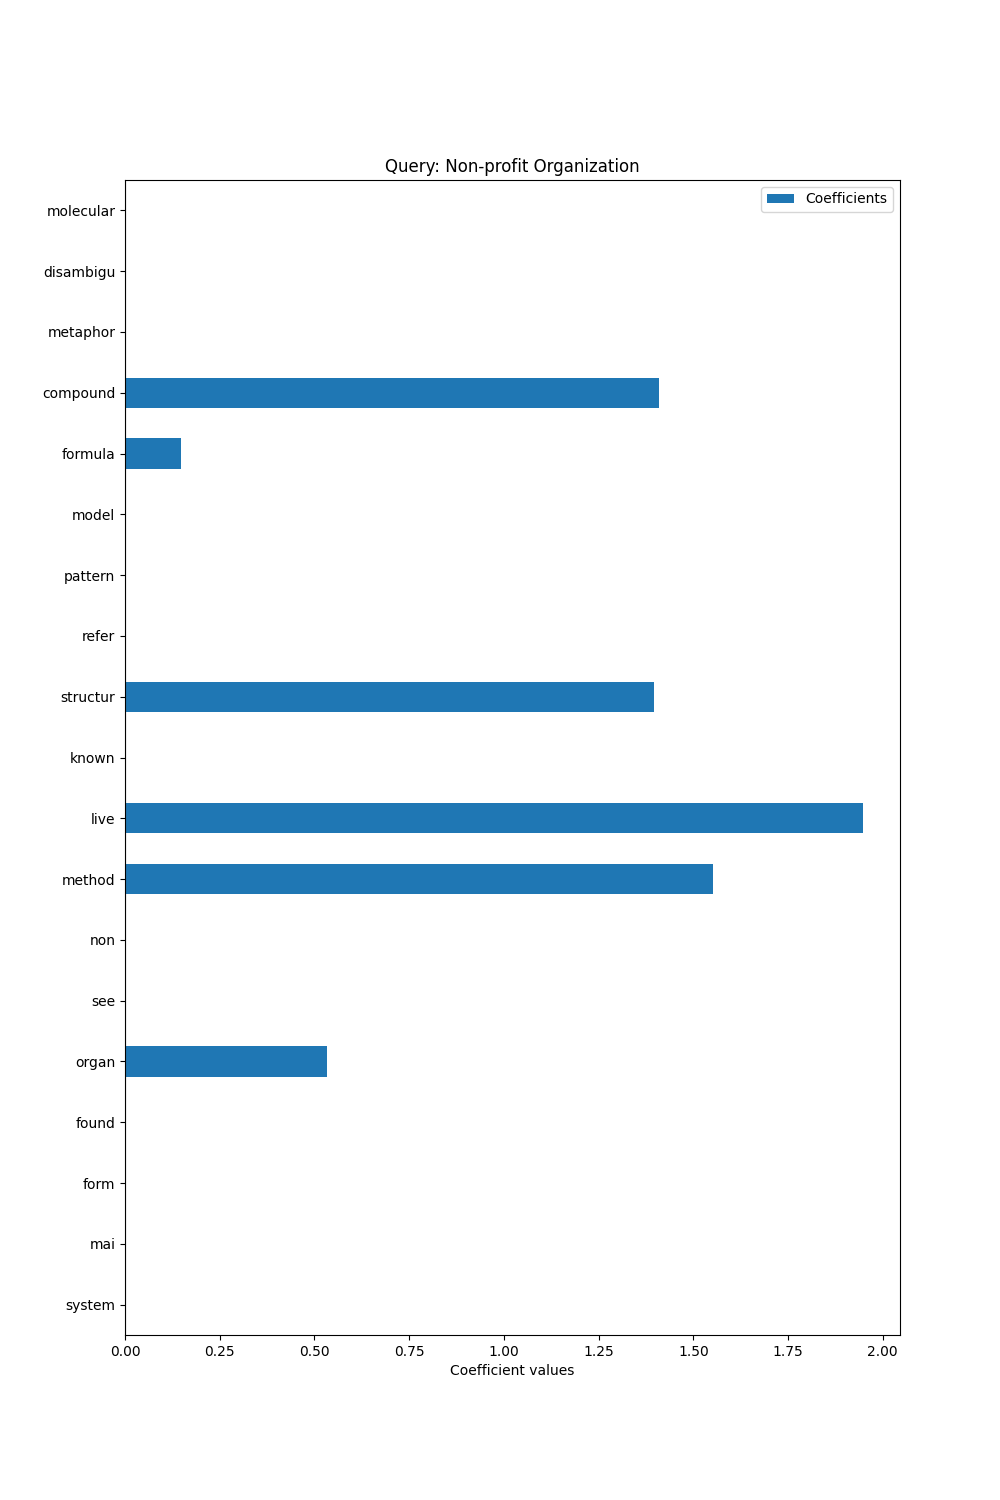 Query: Non-profit Organization
Coefficients
molecular
disambigu
metaphor
compound
formula
model
pattern
refer
structur
known
live
method
non
see
organ
found
form
mai
system
0.00 0.25 0.50 0.75 1.00 1.25 1.50 1.75 2.00
Coefficient values